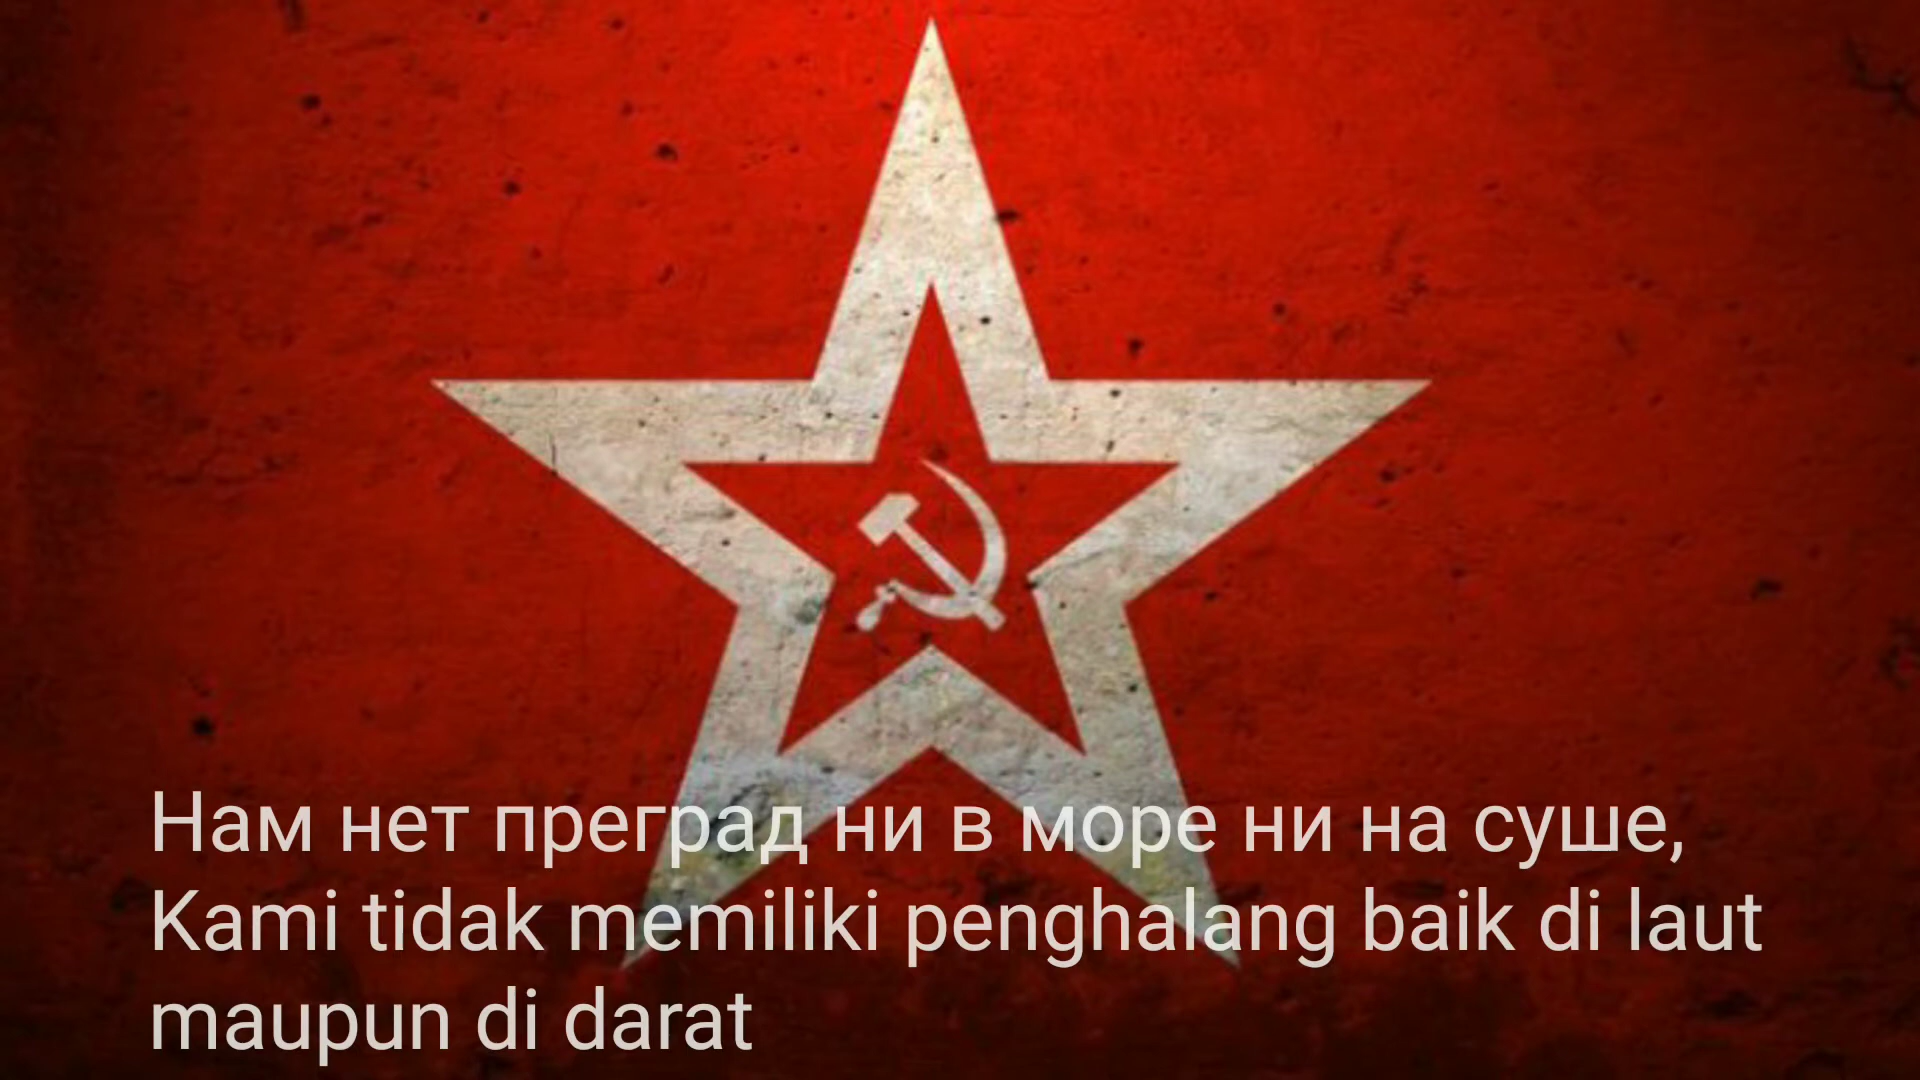 Нам нет преград ни в море ни на суше,
Kami tidak memiliki penghalang baik di laut
maupun di darat